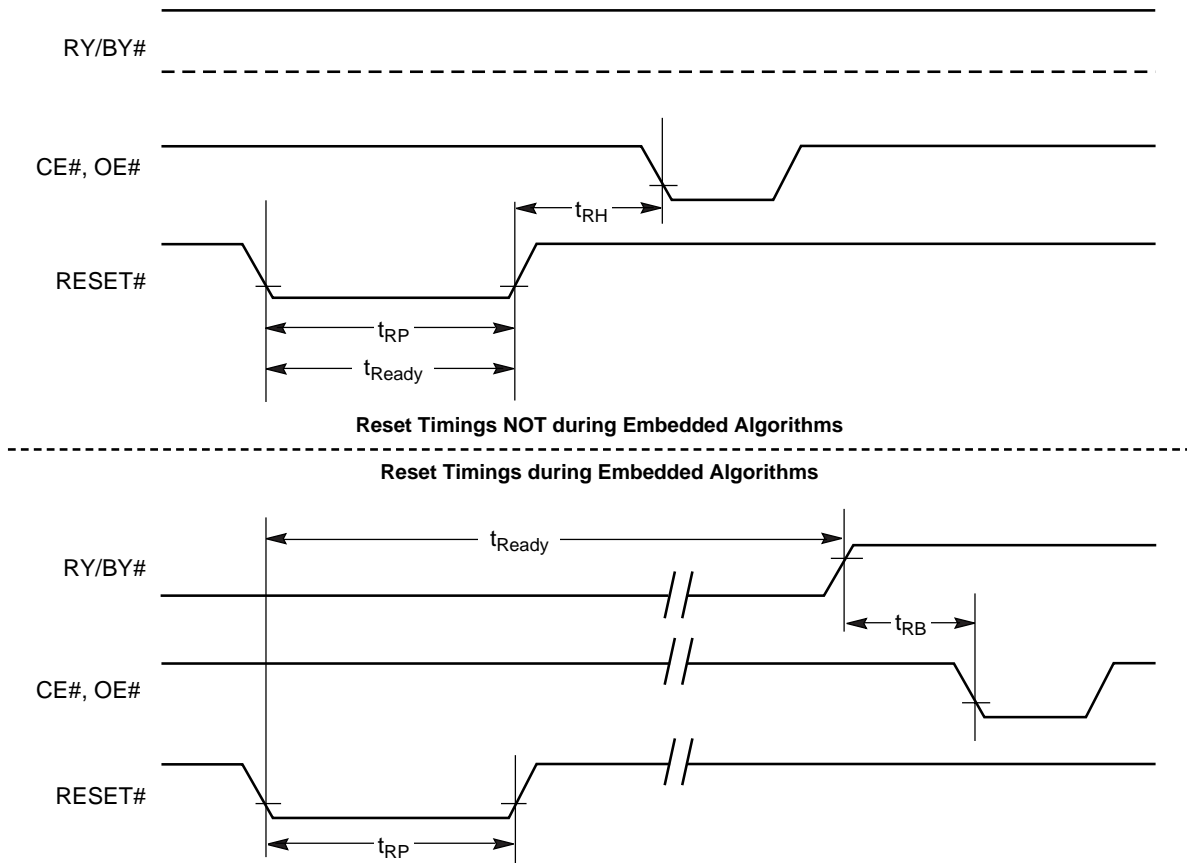 RY/BY#
CE#, OE#
tRH
RESET#
tRP
tReady
Reset Timings NOT during Embedded Algorithms
Reset Timings during Embedded Algorithms
tReady
RY/BY#
tRB
CE#, OE#
RESET#
tRP